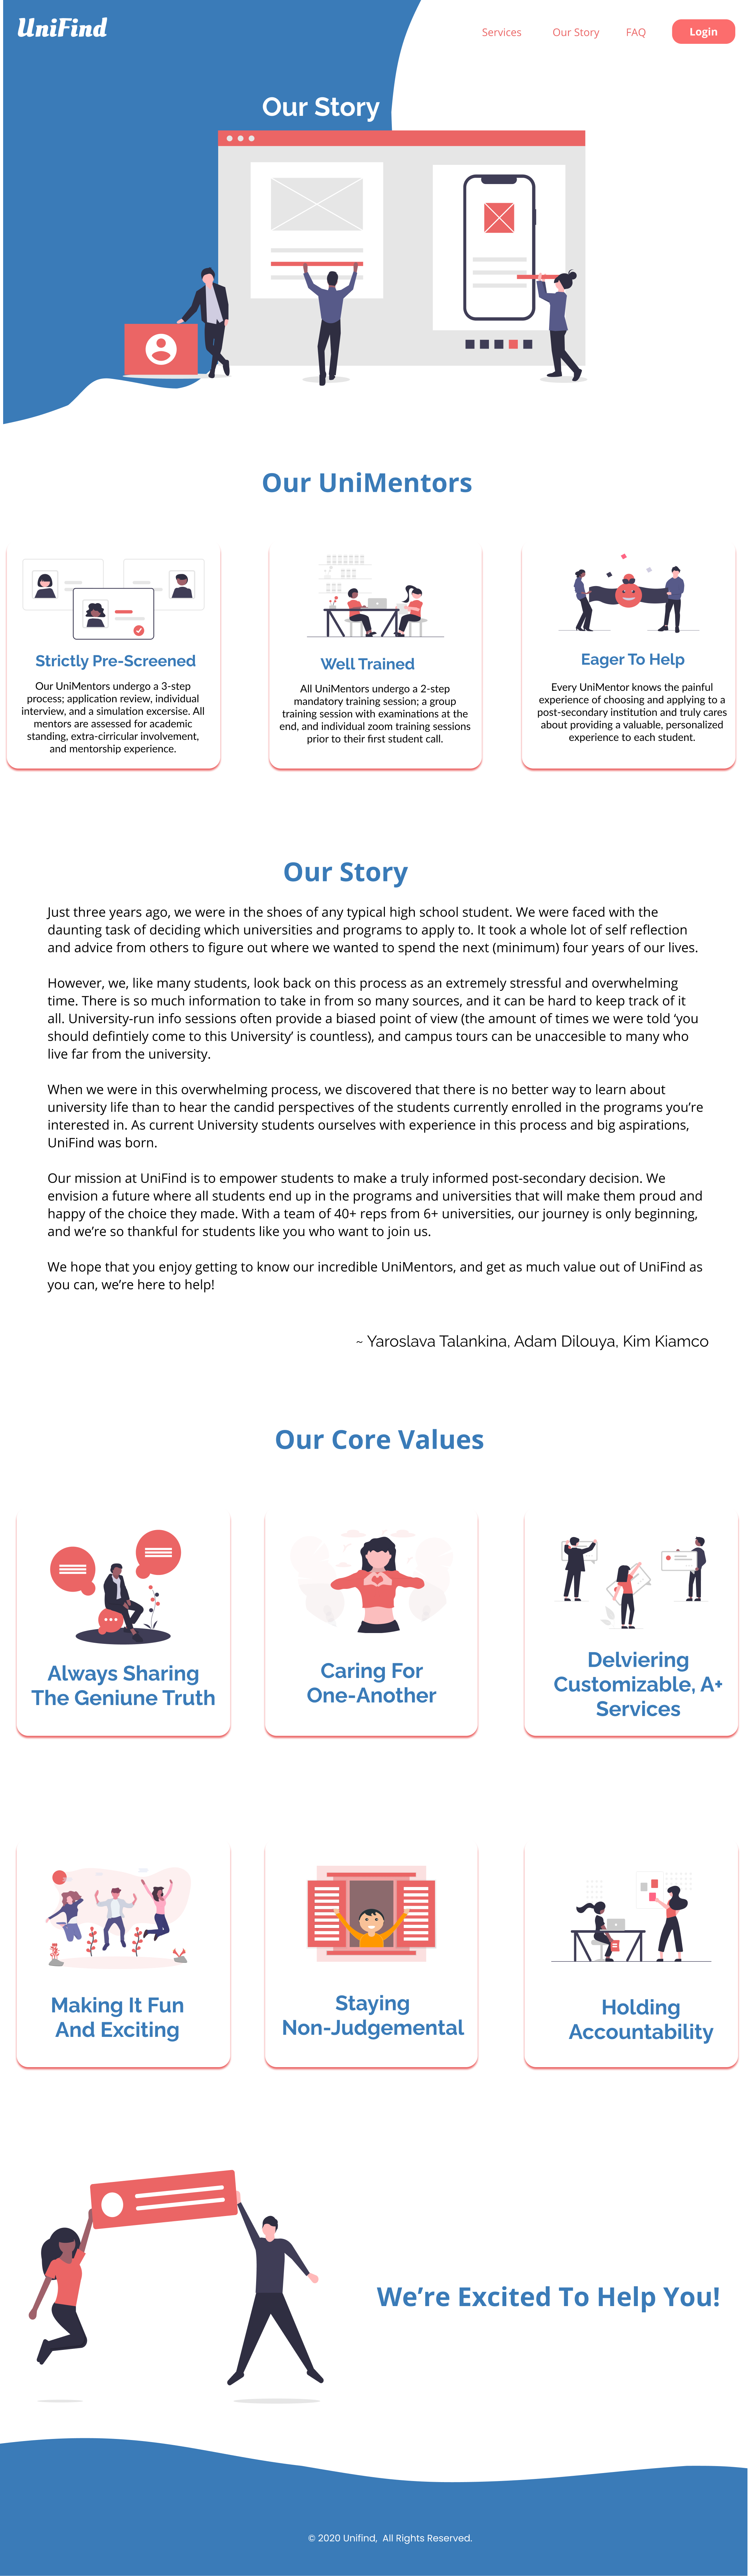 UniFind
Services
Our Story
FAQ
Login
Our Story
Our UniMentors
Strictly Pre-Screened
Our UniMentors undergo a 3-step
process; application review, individual
interview, and a simulation excersise. All
mentors are assessed for academic
standing, extra-cirricular involvement,
and mentorship experience.
Well Trained
All UniMentors undergo a 2-step
mandatory training session; a group
training session with examinations at the
end, and individual zoom training sessions
prior to their first student call.
Eager To Help
Every UniMentor knows the painful
experience of choosing and applying to a
post-secondary institution and truly cares
about providing a valuable, personalized
experience to each student.
Our Story
Just three years ago, we were in the shoes of any typical high school student. We were faced with the
daunting task of deciding which universities and programs to apply to. It took a whole lot of self reflection
and advice from others to figure out where we wanted to spend the next (minimum) four years of our lives.
However, we, like many students, look back on this process as an extremely stressful and overwhelming
time. There is so much information to take in from so many sources, and it can be hard to keep track of it
all. University-run info sessions often provide a biased point of view (the amount of times we were told ‘you
should defintiely come to this University’ is countless), and campus tours can be unaccesible to many who
live far from the university.
When we were in this overwhelming process, we discovered that there is no better way to learn about
university life than to hear the candid perspectives of the students currently enrolled in the programs you’re
interested in. As current University students ourselves with experience in this process and big aspirations,
UniFind was born.
Our mission at UniFind is to empower students to make a truly informed post-secondary decision. We
envision a future where all students end up in the programs and universities that will make them proud and
happy of the choice they made. With a team of 40+ reps from 6+ universities, our journey is only beginning,
and we’re so thankful for students like you who want to join us.
We hope that you enjoy getting to know our incredible UniMentors, and get as much value out of UniFind as
you can, we’re here to help!
~ Yaroslava Talankina, Adam Dilouya, Kim Kiamco
Our Core Values
Always Sharing
The Geniune Truth
Caring For
One-Another
Delviering
Customizable, A+
Services
Making It Fun
And Exciting
Staying
Non-Judgemental
Holding
Accountability
We’re Excited To Help You!
© 2020 Unifind, All Rights Reserved.